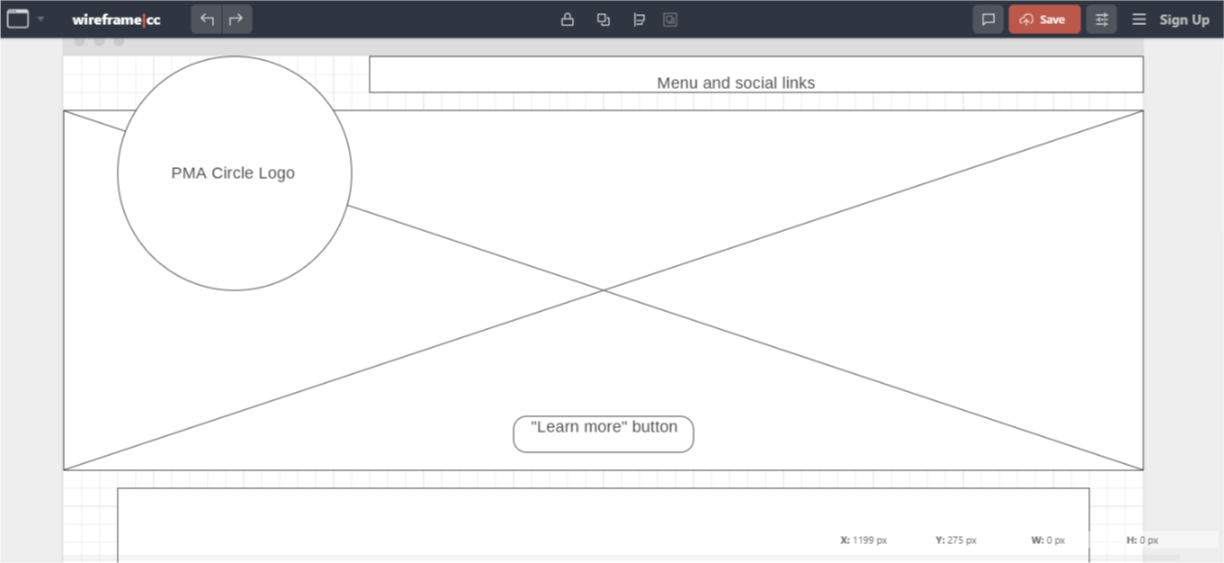 wireframe|cc
Save
Sign Up
Menu and social links
PMA Circle Logo
"Learn more" button
X: 1199 px Y: 275 px W: 0 px H: 0 px